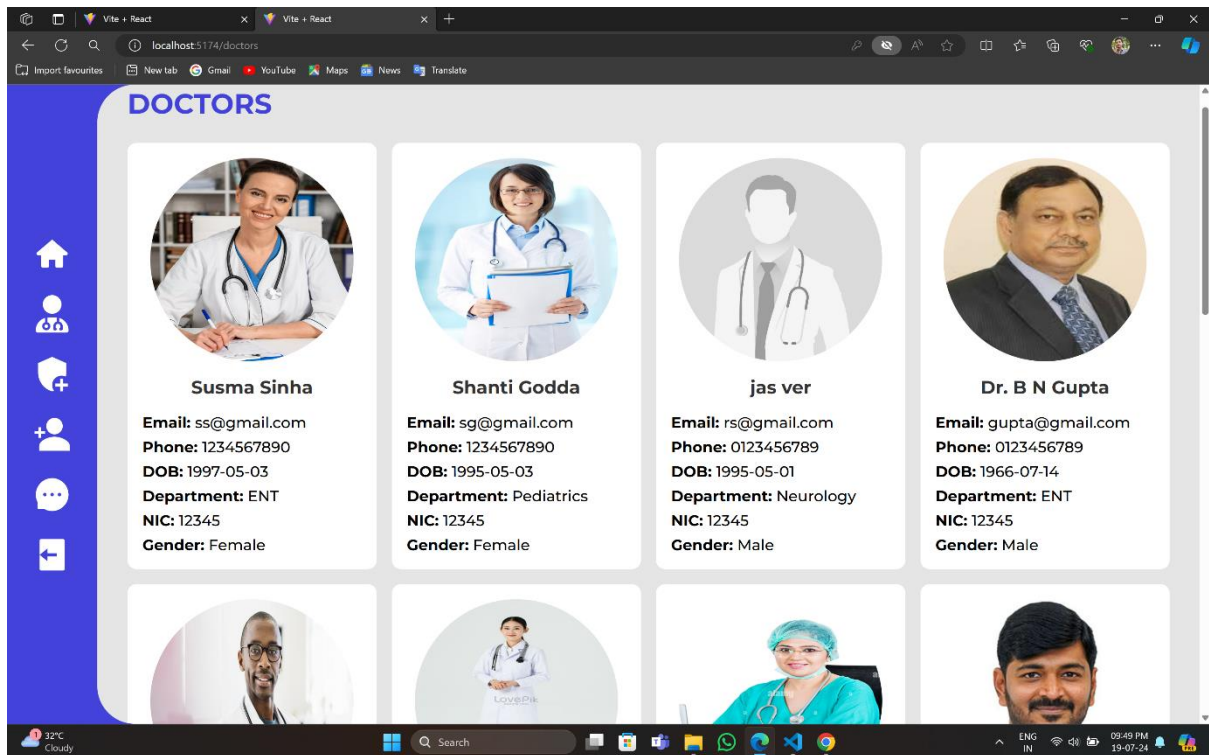 Vite + React
Vite + React
localhost:5174/doctors
Import favourites
New tab
Gmail
YouTube
Maps
News
Translate
DOCTORS
Susma Sinha
Email: ss@gmail.com
Phone: 1234567890
DOB: 1997-05-03
Department: ENT
NIC: 12345
Gender: Female
Shanti Godda
Email: sg@gmail.com
Phone: 1234567890
DOB: 1995-05-03
Department: Pediatrics
NIC: 12345
Gender: Female
jas ver
Email: rs@gmail.com
Phone: 0123456789
DOB: 1995-05-01
Department: Neurology
NIC: 12345
Gender: Male
Dr. B N Gupta
Email: gupta@gmail.com
Phone: 0123456789
DOB: 1966-07-14
Department: ENT
NIC: 12345
Gender: Male
LovePik
alamy
32°C
Cloudy
Search
ENG
IN
09:49 PM
19-07-24